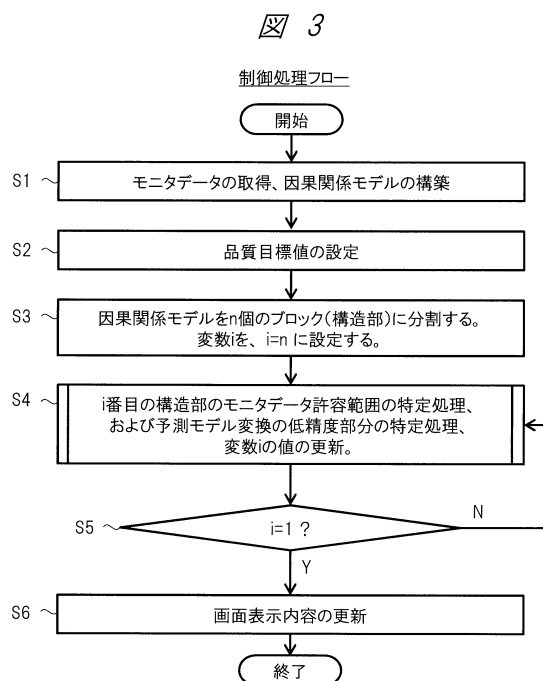 図 3
制御処理フロー
開始
S1
モニタデータの取得、因果関係モデルの構築
S2
品質目標値の設定
S3
因果関係モデルをn個のブロック(構造部)に分割する。
変数iを、i=n に設定する。
S4
i番目の構造部のモニタデータ許容範囲の特定処理、
および予測モデル変換の低精度部分の特定処理、
変数iの値の更新。
S5
i=1 ?
N
Y
S6
画面表示内容の更新
終了